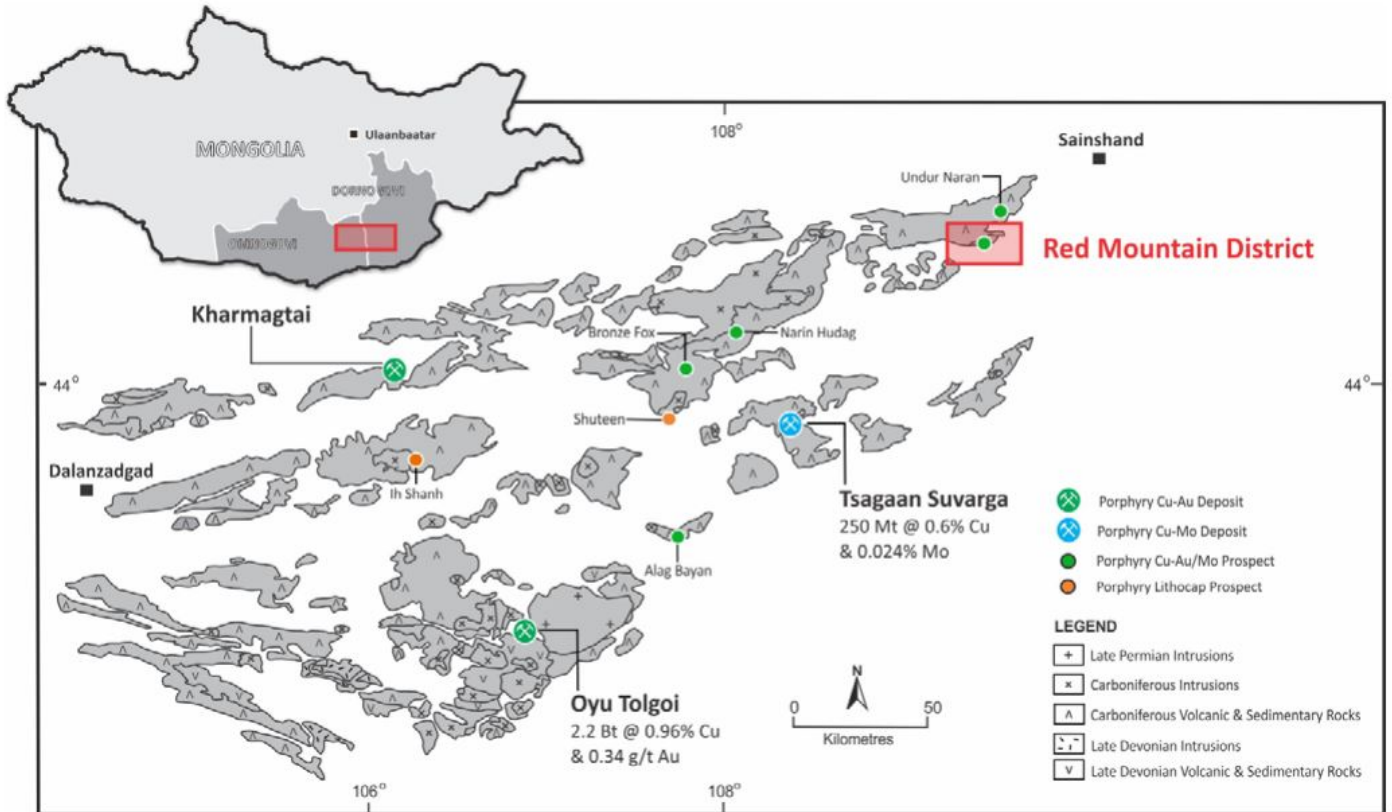 Ulaanbaatar
MONGOLIA
DORNO GOVI
OMNOGOVI
108°
Sainshand
Undur Naran
Red Mountain District
Kharmagtai
Bronze Fox
Narin Hudag
44°
44°
Shuteen
Dalanzadgad
Ih Shanh
Tsagaan Suvarga
250 Mt @ 0.6% Cu
& 0.024% Mo
Alag Bayan
Porphyry Cu-Au Deposit
Porphyry Cu-Mo Deposit
Porphyry Cu-Au/Mo Prospect
Porphyry Lithocap Prospect
LEGEND
Late Permian Intrusions
Carboniferous Intrusions
Carboniferous Volcanic & Sedimentary Rocks
Late Devonian Intrusions
Late Devonian Volcanic & Sedimentary Rocks
Oyu Tolgoi
2.2 Bt @ 0.96% Cu
& 0.34 g/t Au
N
0 50
Kilometres
106°
108°